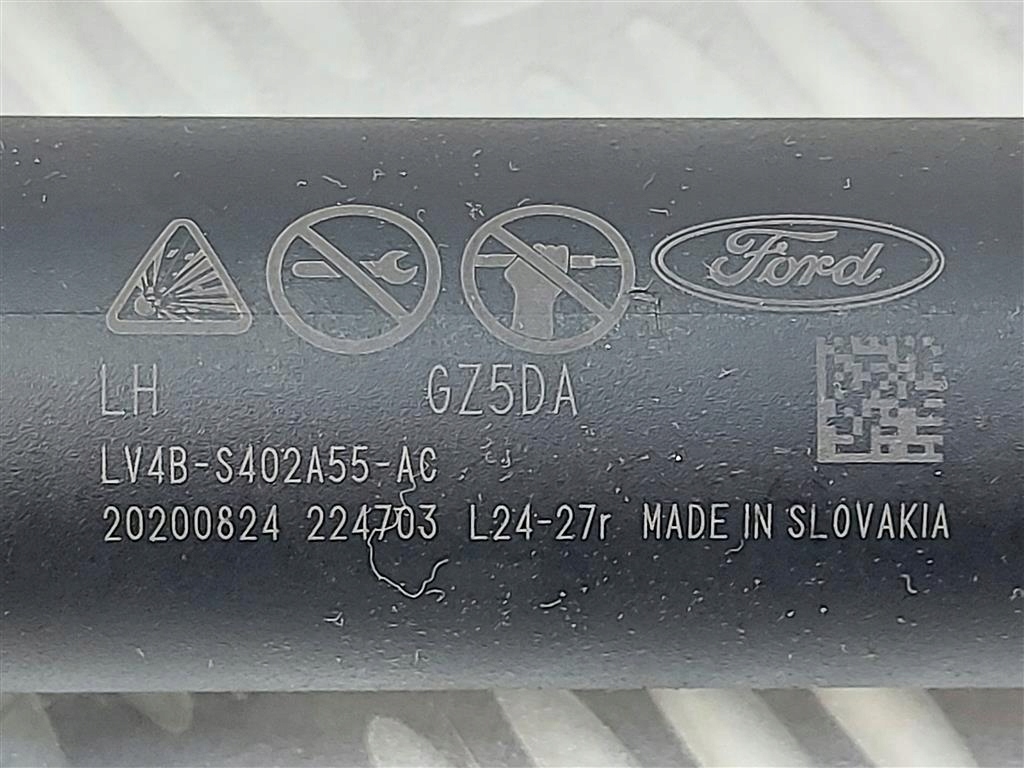 Ford
LH GZ5DA
LV4B-S402A55-AC
20200824 224703 L24-27r MADE IN SLOVAKIA